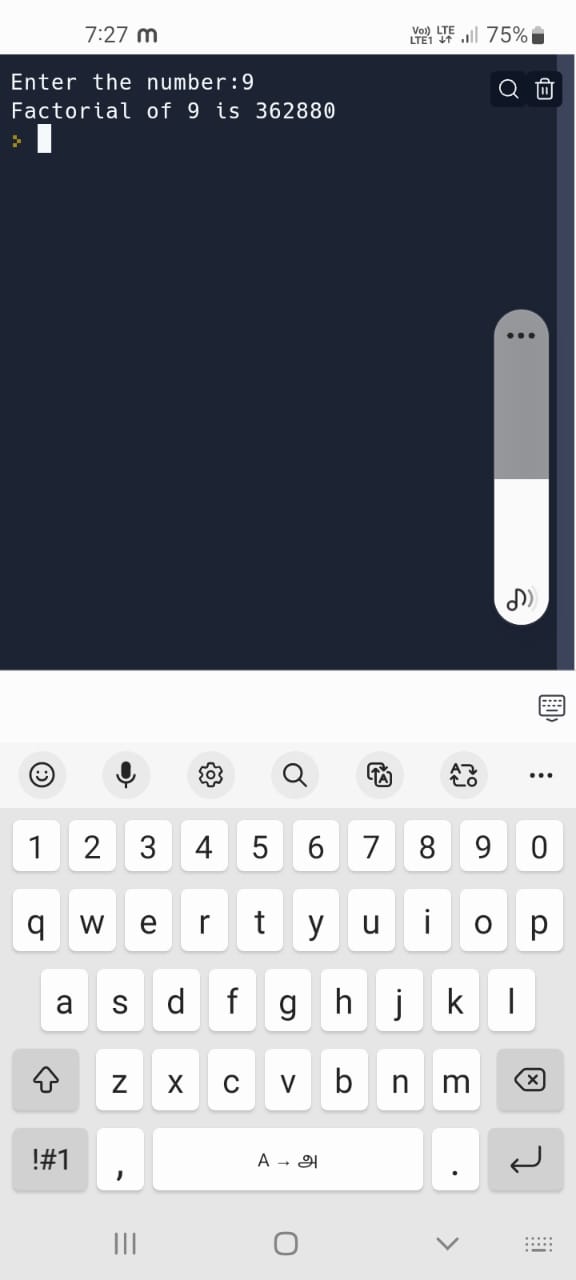 7:27 m Vo)) LTE1 LTE 75%
Enter the number:9
Factorial of 9 is 362880
>
1 2 3 4 5 6 7 8 9 0
q w e r t y u i o p
a s d f g h j k l
z x c v b n m
!#1 , A → அ .